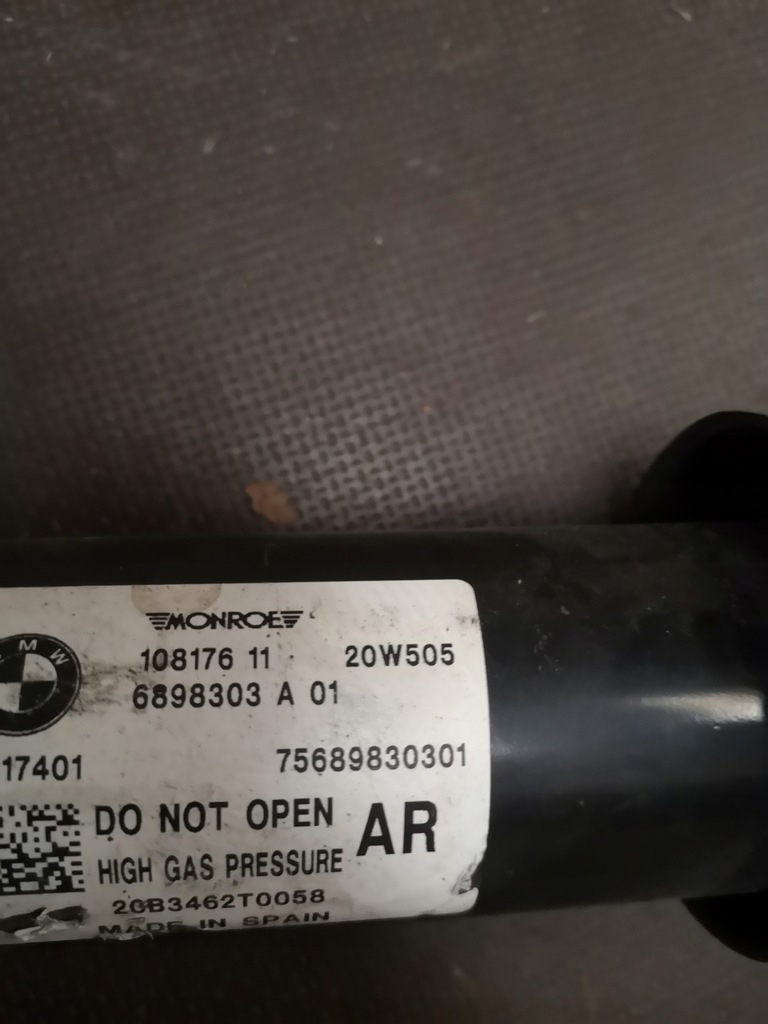 MONROE
BMW
108176 11 20W505
6898303 A 01
17401 75689830301
DO NOT OPEN
AR
HIGH GAS PRESSURE
20B3462T0058
MADE IN SPAIN